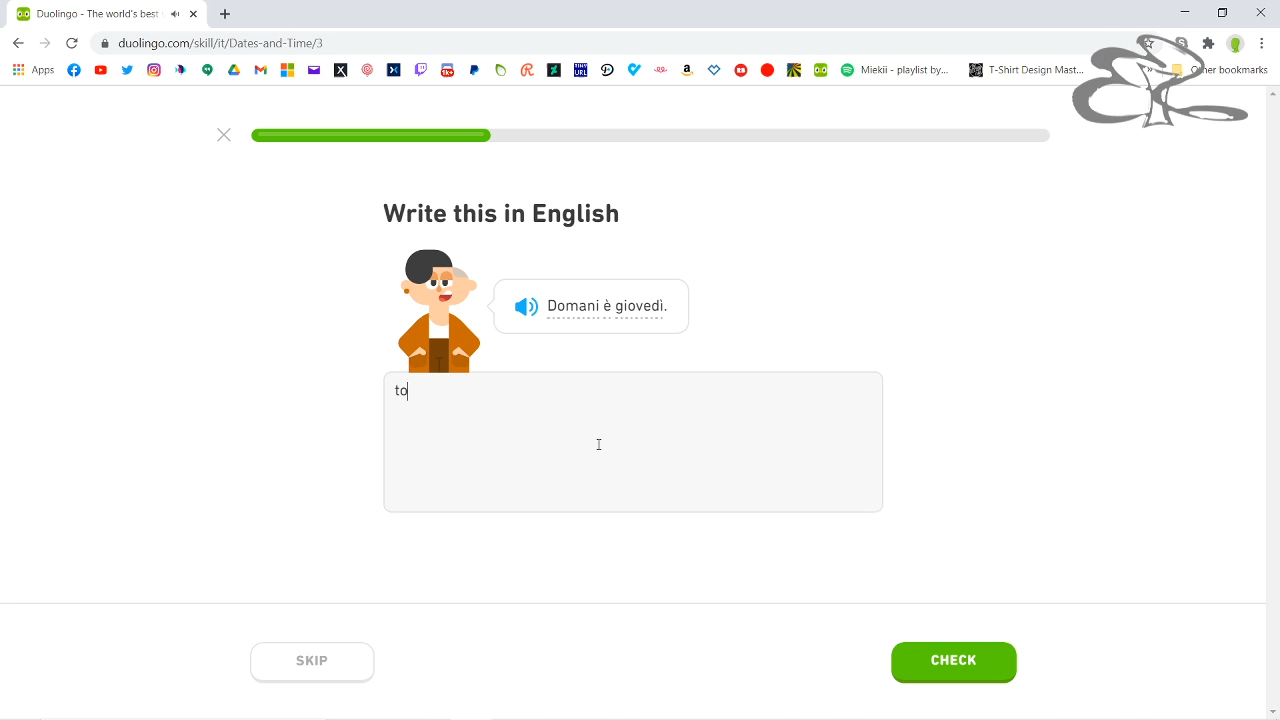 Duolingo - The world's best
duolingo.com/skill/it/Dates-and-Time/3
Apps
Mlekii - playlist by...
T-Shirt Design Mast...
Other bookmarks
Write this in English
Domani è giovedì.
to
SKIP
CHECK